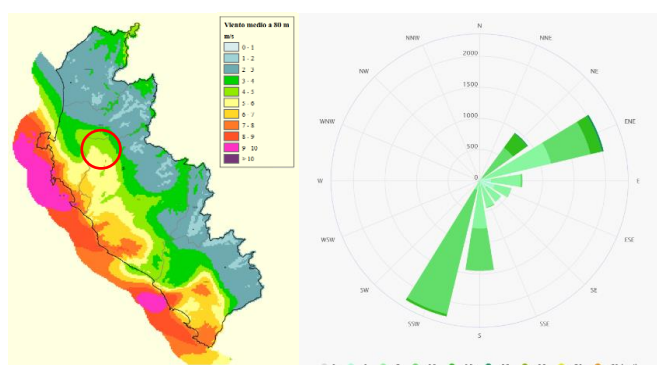 Viento medio a 80 m
m/s
0 - 1
1 - 2
2 - 3
3 - 4
4 - 5
5 - 6
6 - 7
7 - 8
8 - 9
9 10
> 10
N
NNE
NE
ENE
E
ESE
SE
SSE
S
SSW
SW
WSW
W
WNW
NW
NNW
2000
1500
1000
500
0